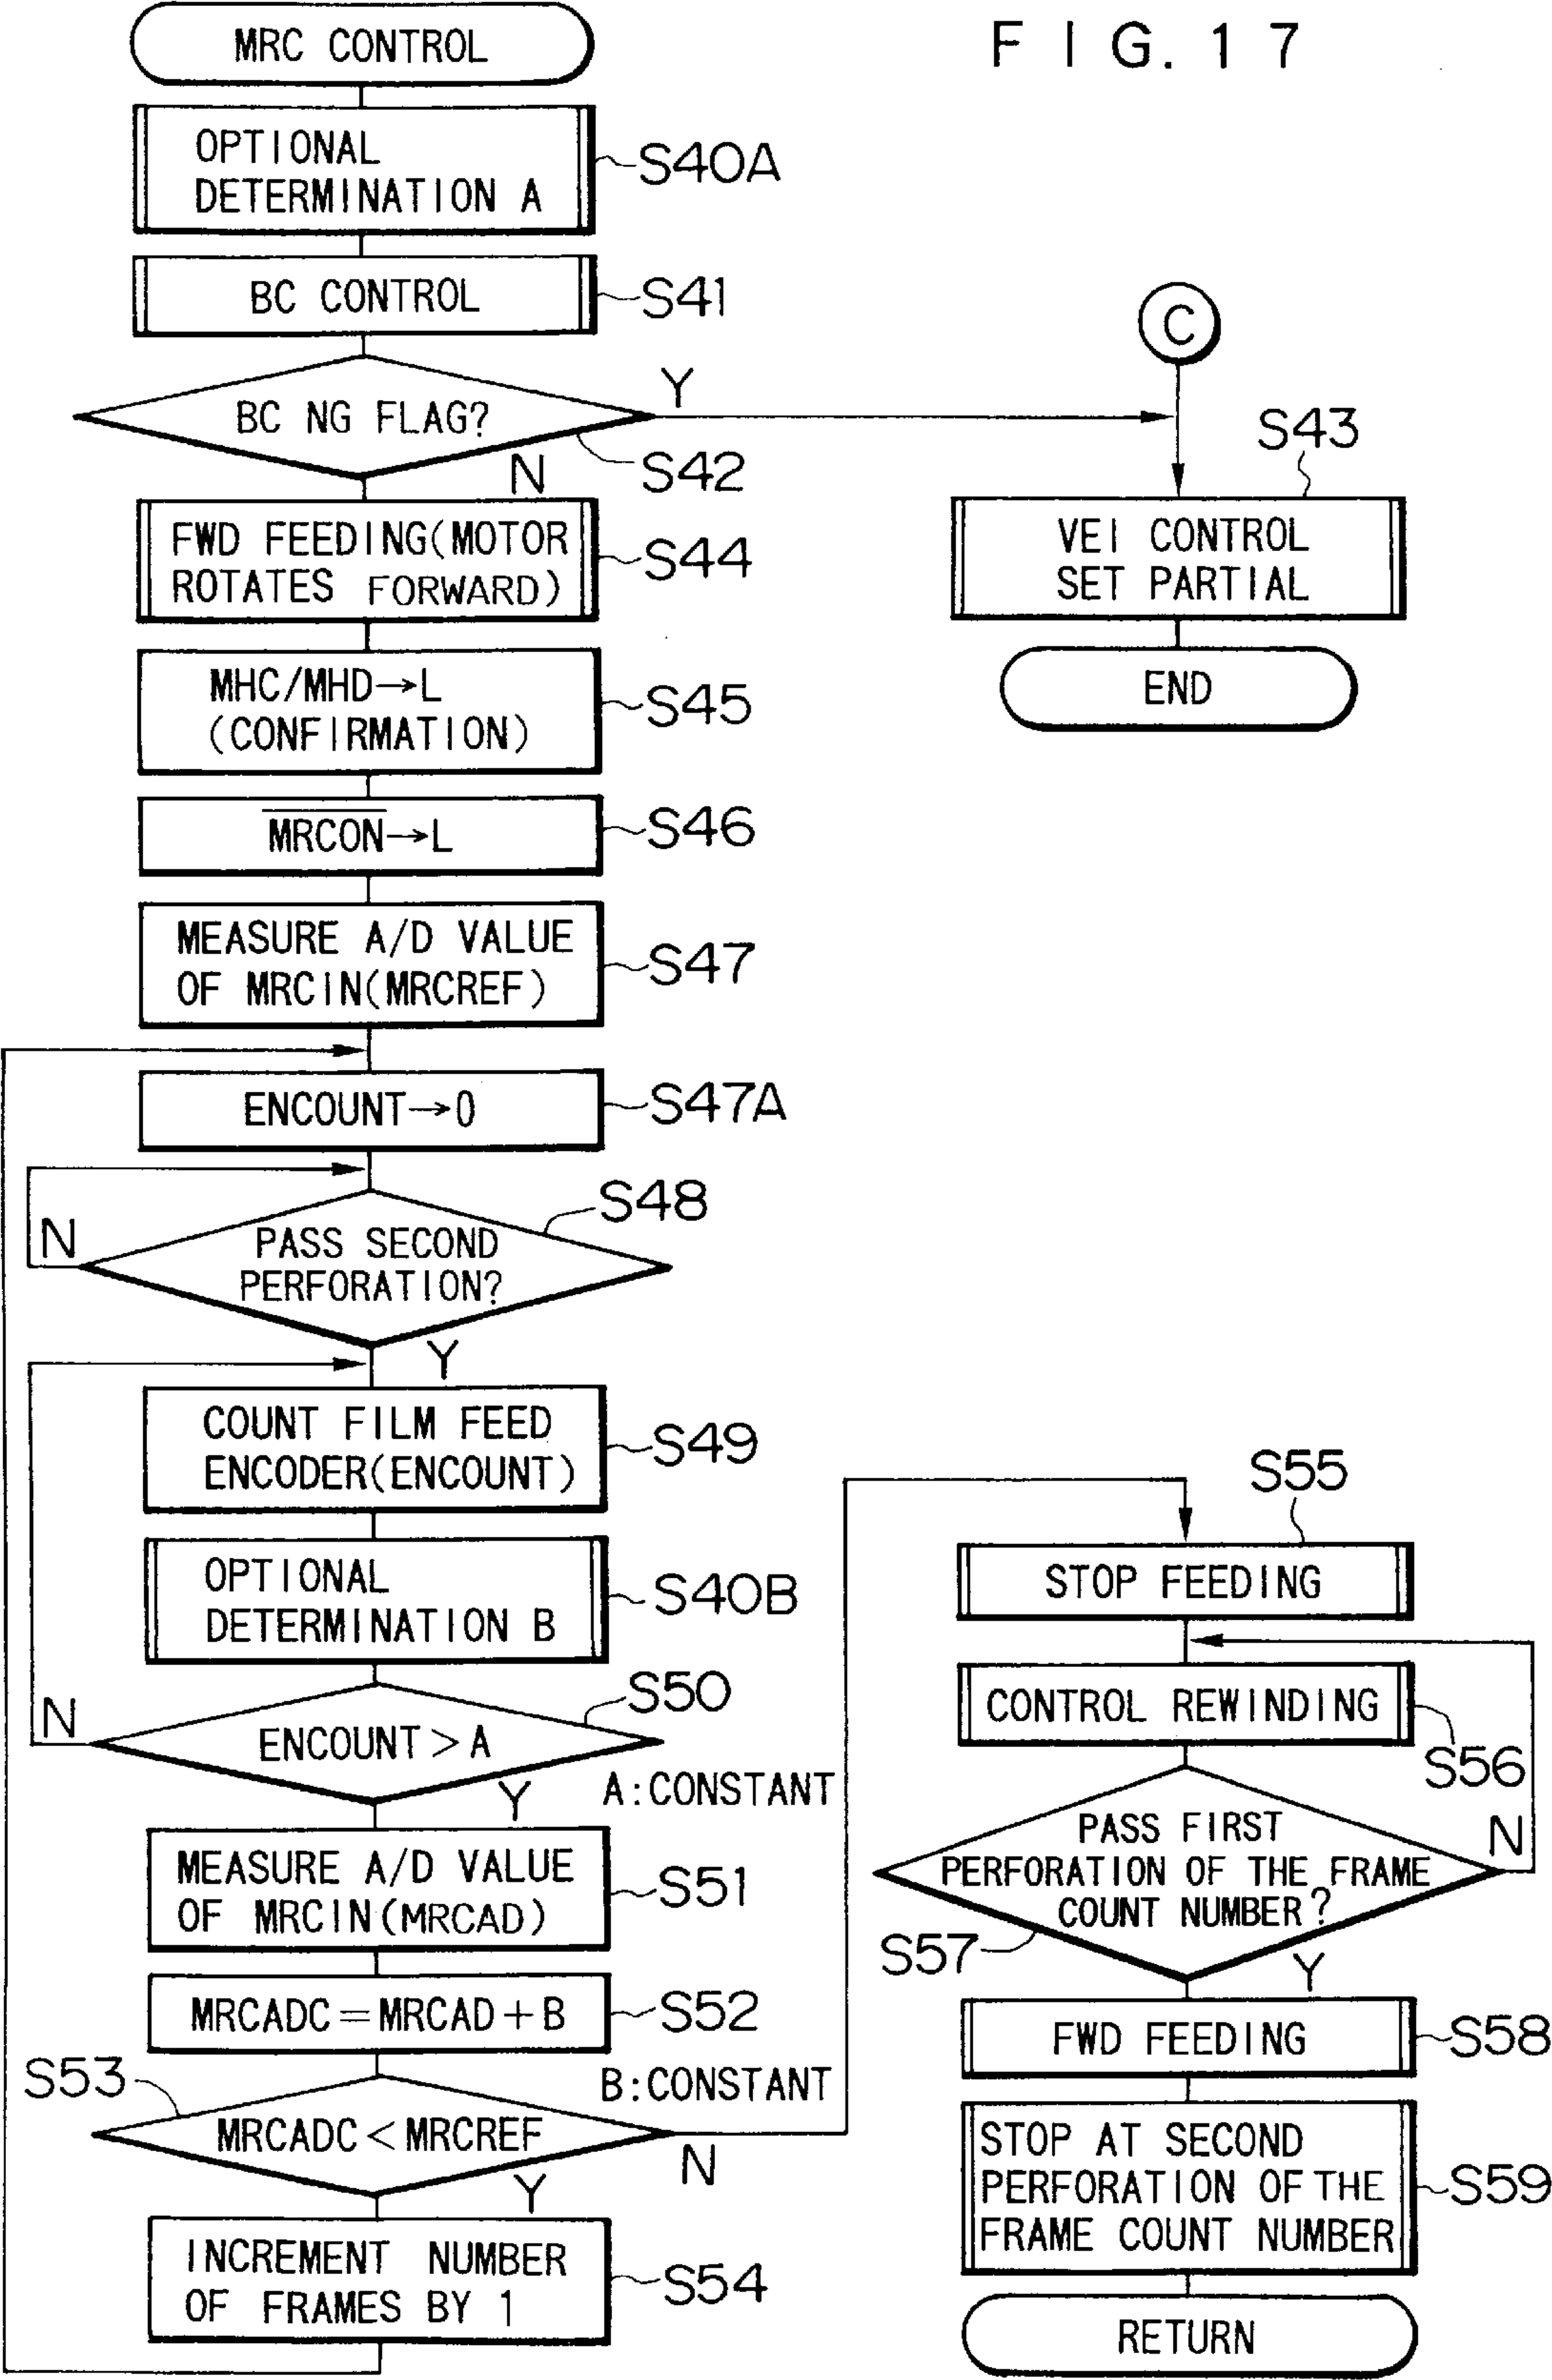 FIG. 17
MRC CONTROL
OPTIONAL
DETERMINATION A
S40A
BC CONTROL
S41
BC NG FLAG?
Y
N
S42
C
S43
VEI CONTROL
SET PARTIAL
END
FWD FEEDING(MOTOR
ROTATES FORWARD)
S44
MHC/MHD→L
(CONFIRMATION)
S45
M̅R̅C̅O̅N̅→L
S46
MEASURE A/D VALUE
OF MRCIN(MRCREF)
S47
ENCOUNT→0
S47A
S48
N
PASS SECOND
PERFORATION?
Y
COUNT FILM FEED
ENCODER(ENCOUNT)
S49
OPTIONAL
DETERMINATION B
S40B
S50
N
ENCOUNT>A
Y
A:CONSTANT
MEASURE A/D VALUE
OF MRCIN(MRCAD)
S51
MRCADC=MRCAD+B
S52
B:CONSTANT
S53
MRCADC<MRCREF
N
Y
INCREMENT NUMBER
OF FRAMES BY 1
S54
S55
STOP FEEDING
CONTROL REWINDING
S56
PASS FIRST
PERFORATION OF THE FRAME
COUNT NUMBER?
N
S57
Y
FWD FEEDING
S58
STOP AT SECOND
PERFORATION OF THE
FRAME COUNT NUMBER
S59
RETURN